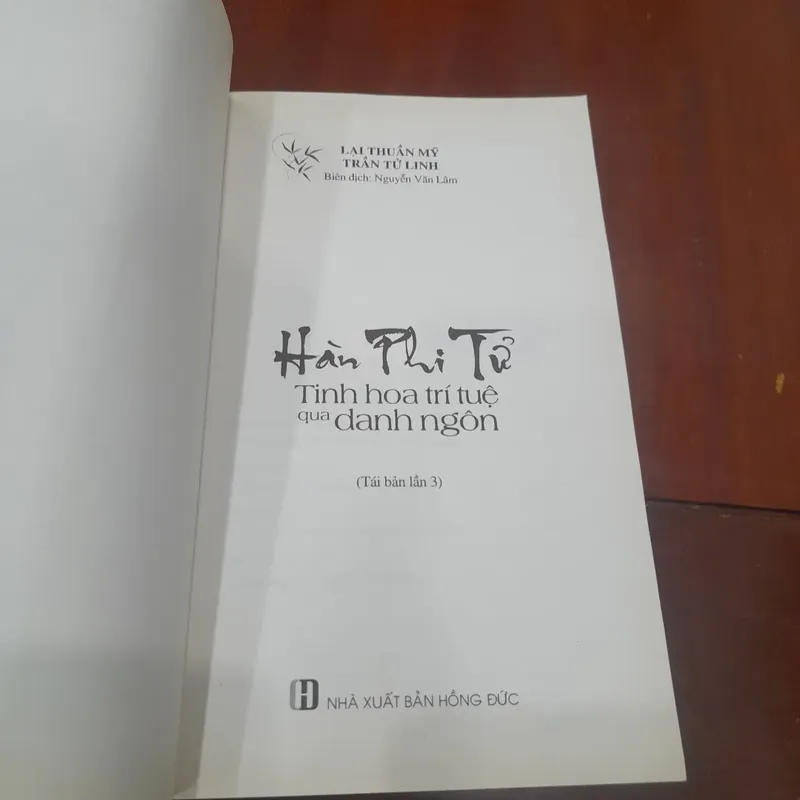 LẠI THUẦN MỸ
TRẦN TỬ LINH
Biên dịch: Nguyễn Văn Lâm
Hàn Phi Tử
Tinh hoa trí tuệ
qua danh ngôn
(Tái bản lần 3)
NHÀ XUẤT BẢN HỒNG ĐỨC